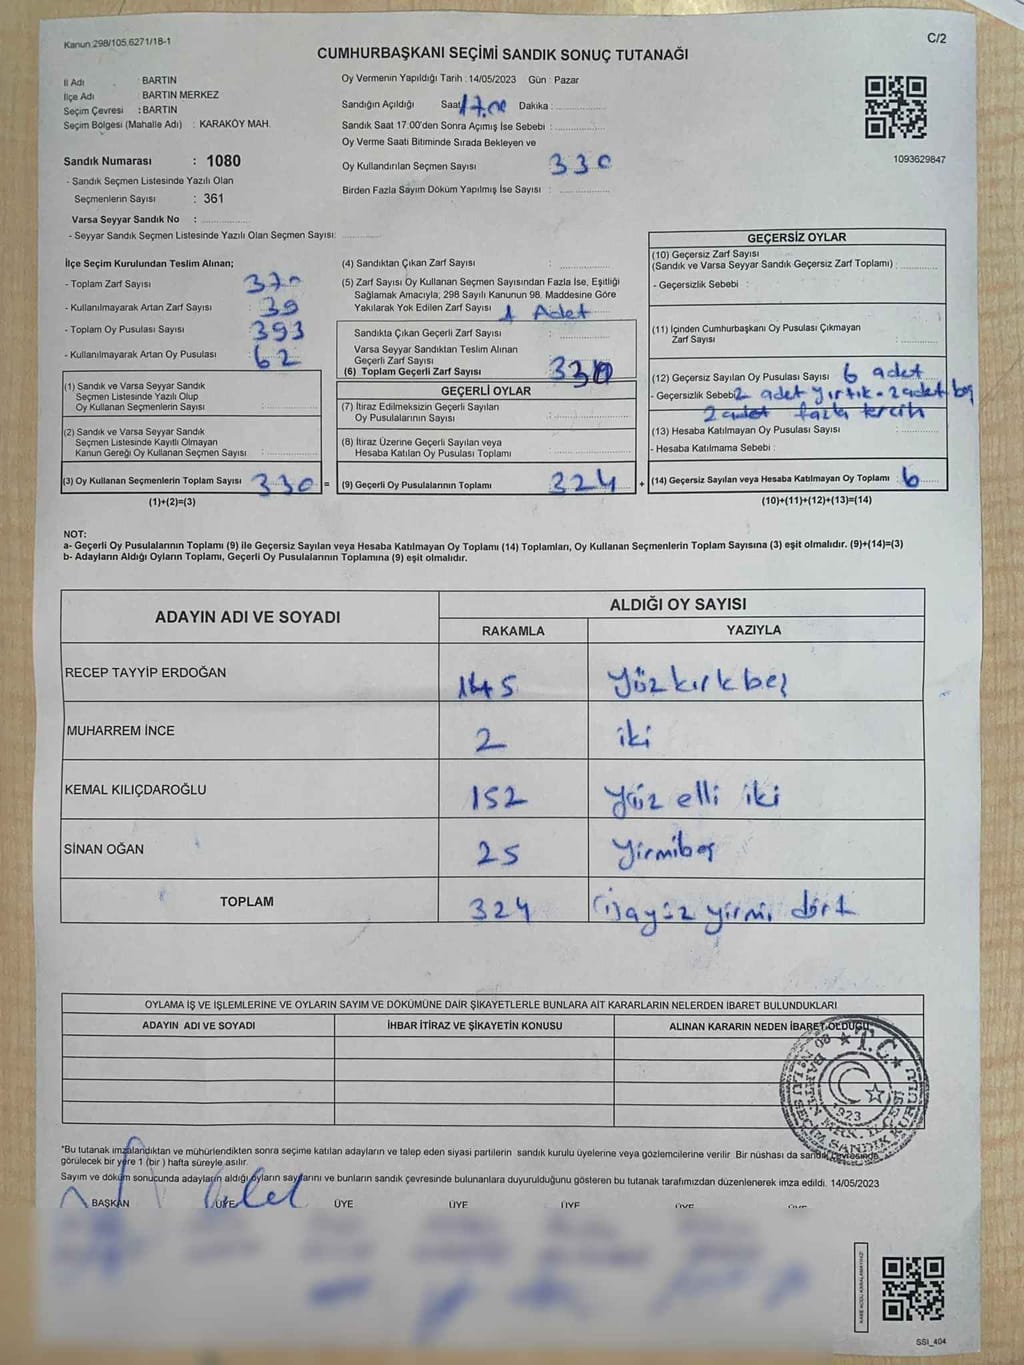 Kanun 298/105,6271/18-1
C/2
CUMHURBAŞKANI SEÇİMİ SANDIK SONUÇ TUTANAĞI
İl Adı : BARTIN
İlçe Adı : BARTIN MERKEZ
Seçim Çevresi : BARTIN
Seçim Bölgesi (Mahalle Adı) : KARAKÖY MAH.
Sandık Numarası : 1080
- Sandık Seçmen Listesinde Yazılı Olan
Seçmenlerin Sayısı : 361
Varsa Seyyar Sandık No :
- Seyyar Sandık Seçmen Listesinde Yazılı Olan Seçmen Sayısı:
Oy Vermenin Yapıldığı Tarih : 14/05/2023 Gün : Pazar
Sandığın Açıldığı Saat 17.00 Dakika :
Sandık Saat 17:00'den Sonra Açımış İse Sebebi :
Oy Verme Saati Bitiminde Sırada Bekleyen ve
Oy Kullandırılan Seçmen Sayısı 330
Birden Fazla Sayım Döküm Yapılmış İse Sayısı :
1093629847
İlçe Seçim Kurulundan Teslim Alınan;
- Toplam Zarf Sayısı 370
- Kullanılmayarak Artan Zarf Sayısı 39
- Toplam Oy Pusulası Sayısı 393
- Kullanılmayarak Artan Oy Pusulası 62
(1) Sandık ve Varsa Seyyar Sandık
Seçmen Listesinde Yazılı Olup
Oy Kullanan Seçmenlerin Sayısı :
(2) Sandık ve Varsa Seyyar Sandık
Seçmen Listesinde Kayıtlı Olmayan
Kanun Gereği Oy Kullanan Seçmen Sayısı :
(3) Oy Kullanan Seçmenlerin Toplam Sayısı 330
(1)+(2)=(3)
(4) Sandıktan Çıkan Zarf Sayısı :
(5) Zarf Sayısı Oy Kullanan Seçmen Sayısından Fazla İse, Eşitliği
Sağlamak Amacıyla, 298 Sayılı Kanunun 98. Maddesine Göre
Yakılarak Yok Edilen Zarf Sayısı 1 Adet
Sandıkta Çıkan Geçerli Zarf Sayısı :
Varsa Seyyar Sandıktan Teslim Alınan
Geçerli Zarf Sayısı :
(6) Toplam Geçerli Zarf Sayısı 330
GEÇERLİ OYLAR
(7) İtiraz Edilmeksizin Geçerli Sayılan
Oy Pusulalarının Sayısı :
(8) İtiraz Üzerine Geçerli Sayılan veya
Hesaba Katılan Oy Pusulası Toplamı :
= (9) Geçerli Oy Pusulalarının Toplamı 324 +
GEÇERSİZ OYLAR
(10) Geçersiz Zarf Sayısı
(Sandık ve Varsa Seyyar Sandık Geçersiz Zarf Toplamı) :
- Geçersizlik Sebebi :
(11) İçinden Cumhurbaşkanı Oy Pusulası Çıkmayan
Zarf Sayısı :
(12) Geçersiz Sayılan Oy Pusulası Sayısı 6 adet
- Geçersizlik Sebebi 2 adet yırtık - 2 adet boş
2 adet fazla tercih
(13) Hesaba Katılmayan Oy Pusulası Sayısı :
- Hesaba Katılmama Sebebi :
(14) Geçersiz Sayılan veya Hesaba Katılmayan Oy Toplamı : 6
(10)+(11)+(12)+(13)=(14)
NOT:
a- Geçerli Oy Pusulalarının Toplamı (9) ile Geçersiz Sayılan veya Hesaba Katılmayan Oy Toplamı (14) Toplamları, Oy Kullanan Seçmenlerin Toplam Sayısına (3) eşit olmalıdır. (9)+(14)=(3)
b- Adayların Aldığı Oyların Toplamı, Geçerli Oy Pusulalarının Toplamına (9) eşit olmalıdır.
ADAYIN ADI VE SOYADI
ALDIĞI OY SAYISI
RAKAMLA YAZIYLA
RECEP TAYYİP ERDOĞAN 145 Yüzkırkbeş
MUHARREM İNCE 2 iki
KEMAL KILIÇDAROĞLU 152 Yüz elli iki
SİNAN OĞAN 25 Yirmibeş
TOPLAM 324 yirmi dört
OYLAMA İŞ VE İŞLEMLERİNE VE OYLARIN SAYIM VE DÖKÜMÜNE DAİR ŞİKAYETLERLE BUNLARA AİT KARARLARIN NELERDEN İBARET BULUNDUKLARI
ADAYIN ADI VE SOYADI İHBAR İTİRAZ VE ŞİKAYETİN KONUSU ALINAN KARARIN NEDEN İBARET OLDUĞU
T.C.
1923
*Bu tutanak imzalandıktan ve mühürlendikten sonra seçime katılan adayların ve talep eden siyasi partilerin sandık kurulu üyelerine veya gözlemcilerine verilir. Bir nüshası da sandık çevresinde
görülecek bir yere 1 (bir) hafta süreyle asılır.
Sayım ve döküm sonucunda adayların aldığı oyların sayılarını ve bunların sandık çevresinde bulunanlara duyurulduğunu gösteren bu tutanak tarafımızdan düzenlenerek imza edildi. 14/05/2023
BAŞKAN ÜYE ÜYE ÜYE ÜYE ÜYE ÜYE
SSI_404